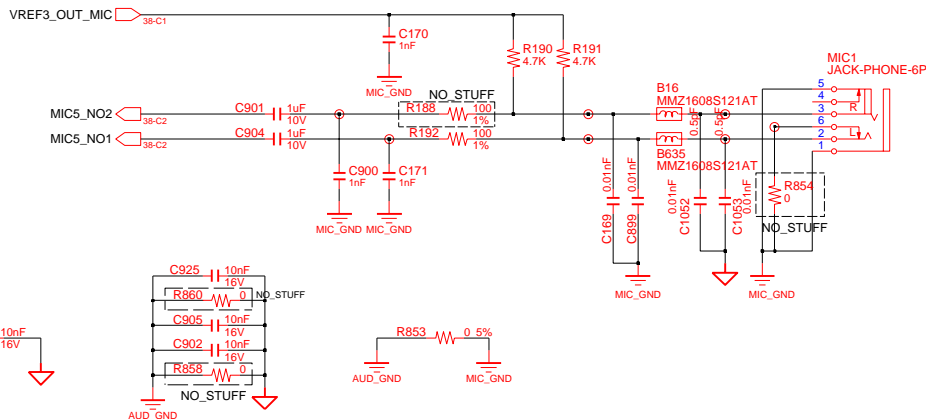 VREF3_OUT_MIC
38-C1
C170
1nF
MIC_GND
R190
4.7K
R191
4.7K
MIC1
JACK-PHONE-6P
5
4
3
6
2
1
R
L
B16
MMZ1608S121AT
NO_STUFF
MIC5_NO2
38-C2
C901
1uF
10V
R188
100
1%
MIC5_NO1
38-C2
C904
1uF
10V
R192
100
1%
B635
MMZ1608S121AT
C900
1nF
MIC_GND
C171
1nF
MIC_GND
0.01nF
C169
0.01nF
C899
MIC_GND
0.5pF
0.01nF
C1052
0.5pF
0.01nF
C1053
R854
0
NO_STUFF
MIC_GND
C925
10nF
16V
R860
0
NO_STUFF
C905
10nF
16V
C902
10nF
16V
R858
0
NO_STUFF
AUD_GND
10nF
16V
R853
0 5%
AUD_GND
MIC_GND